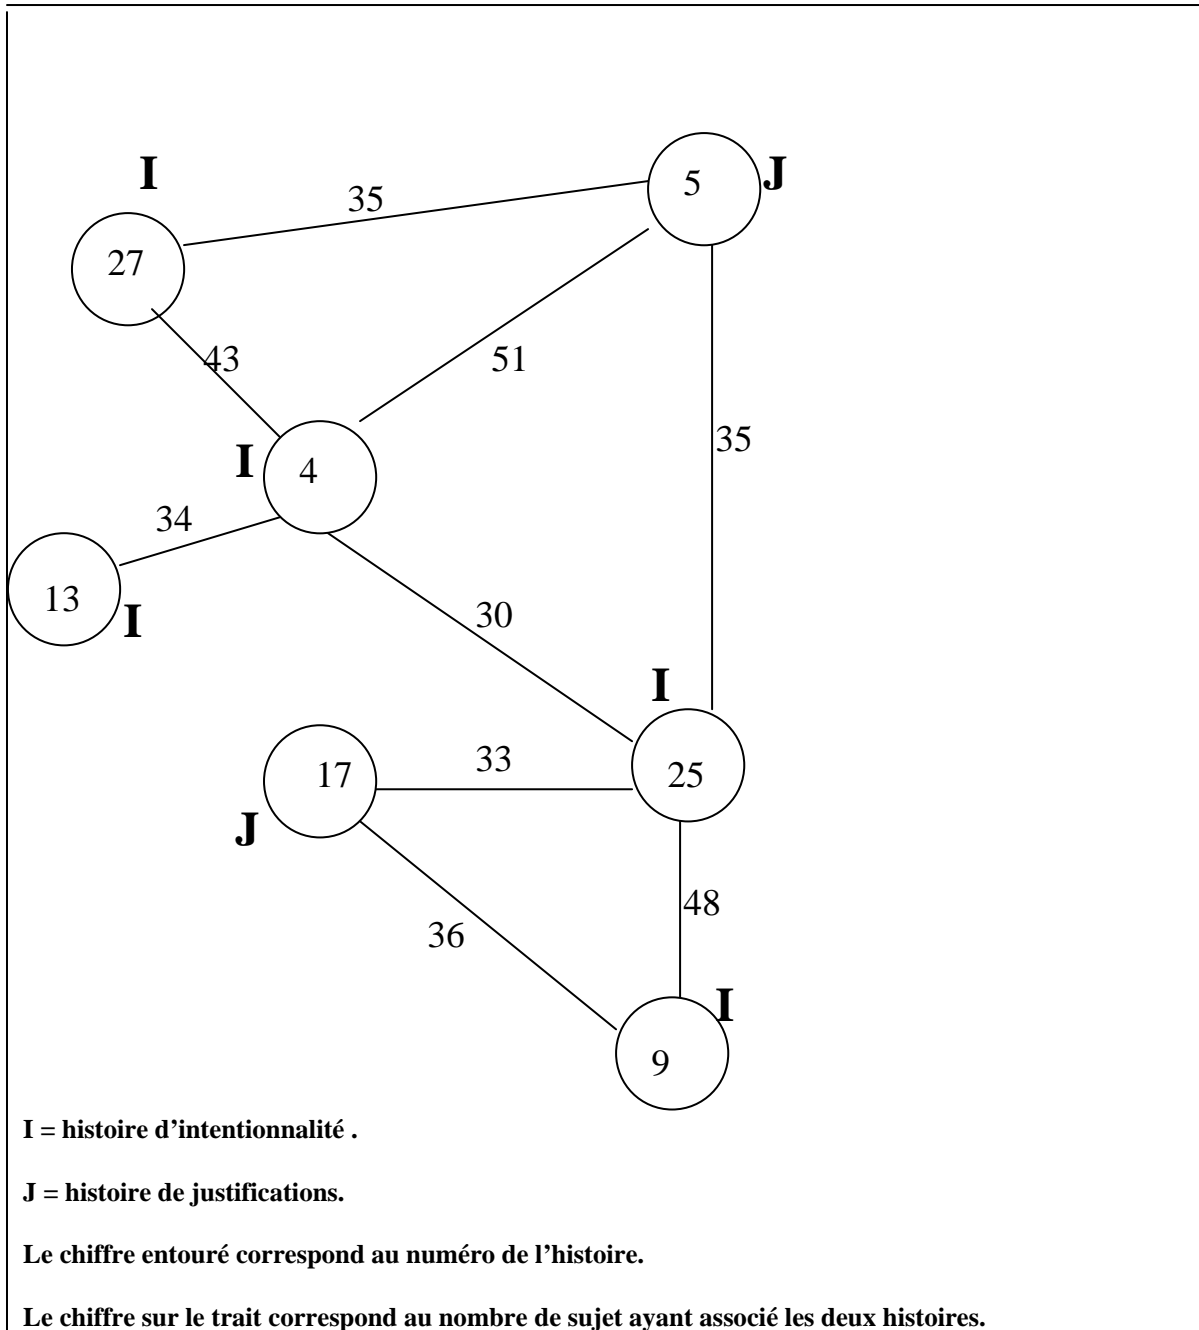 I
35
5
J
27
43
51
35
I
4
34
13
I
30
I
17
33
25
J
48
36
I
9
I = histoire d’intentionnalité .
J = histoire de justifications.
Le chiffre entouré correspond au numéro de l’histoire.
Le chiffre sur le trait correspond au nombre de sujet ayant associé les deux histoires.